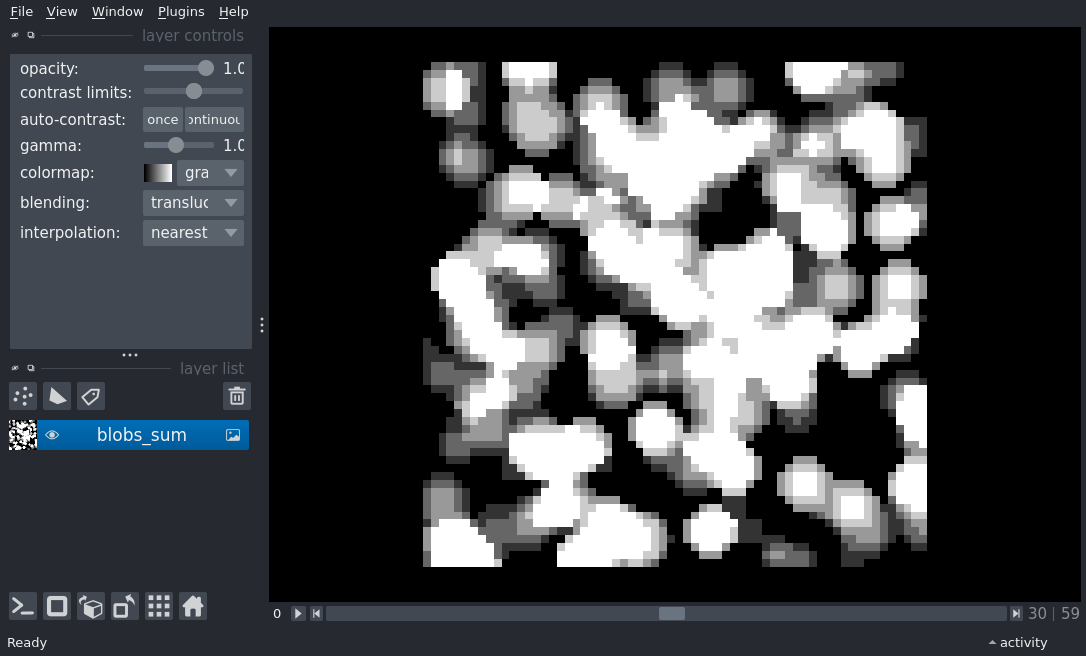 File View Window Plugins Help
layer controls
opacity: 1.0
contrast limits:
auto-contrast: once ontinuou
gamma: 1.0
colormap: gra
blending: transluc
interpolation: nearest
layer list
blobs_sum
0 30 | 59
Ready activity